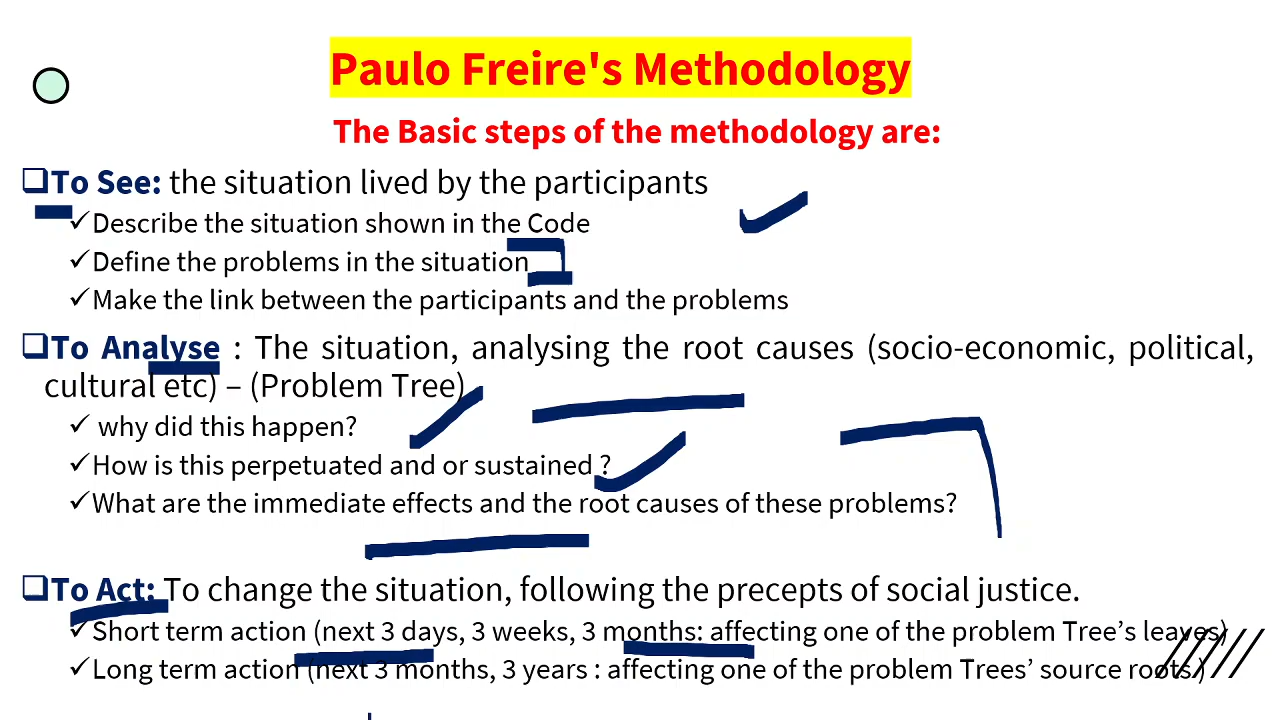 Paulo Freire's Methodology
The Basic steps of the methodology are:
❑To See: the situation lived by the participants
✓Describe the situation shown in the Code
✓Define the problems in the situation
✓Make the link between the participants and the problems
❑To Analyse : The situation, analysing the root causes (socio-economic, political,
cultural etc) – (Problem Tree)
✓ why did this happen?
✓How is this perpetuated and or sustained ?
✓What are the immediate effects and the root causes of these problems?
❑To Act: To change the situation, following the precepts of social justice.
✓Short term action (next 3 days, 3 weeks, 3 months: affecting one of the problem Tree’s leaves)
✓Long term action (next 3 months, 3 years : affecting one of the problem Trees’ source roots.)